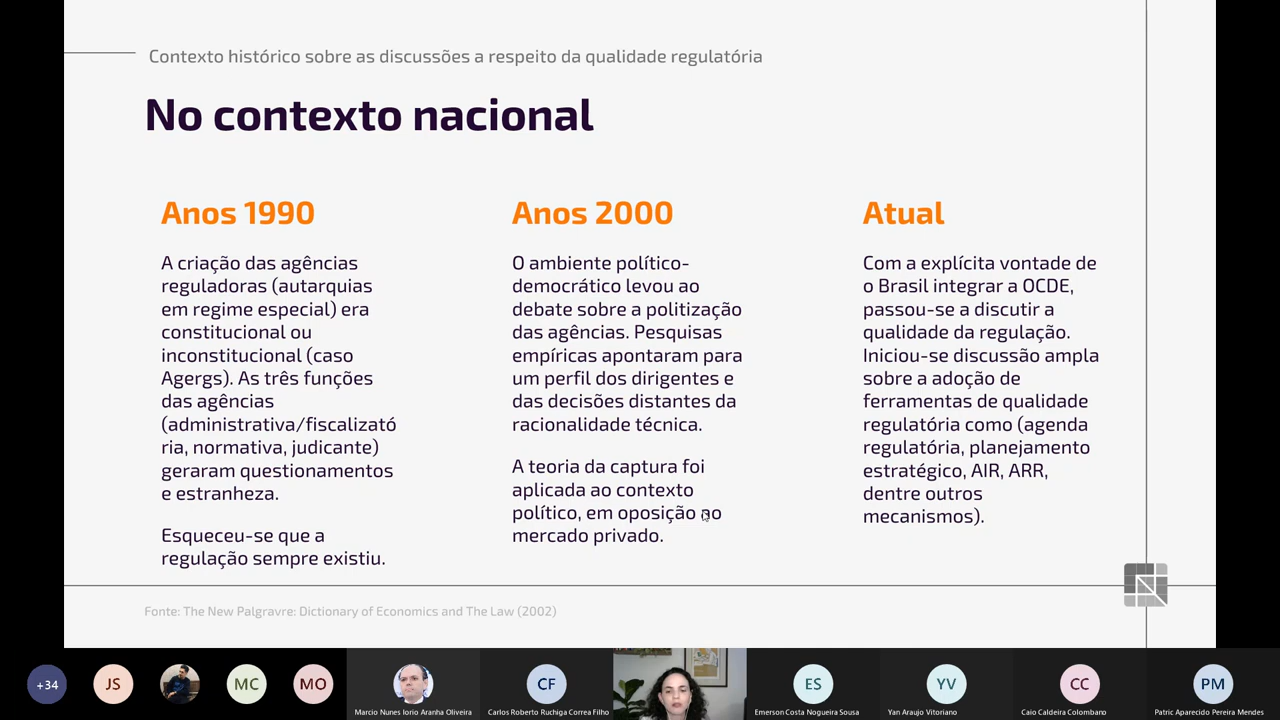 Contexto histórico sobre as discussões a respeito da qualidade regulatória
No contexto nacional
Anos 1990
A criação das agências
reguladoras (autarquias
em regime especial) era
constitucional ou
inconstitucional (caso
Agergs). As três funções
das agências
(administrativa/fiscalizató
ria, normativa, judicante)
geraram questionamentos
e estranheza.
Esqueceu-se que a
regulação sempre existiu.
Anos 2000
O ambiente político-
democrático levou ao
debate sobre a politização
das agências. Pesquisas
empíricas apontaram para
um perfil dos dirigentes e
das decisões distantes da
racionalidade técnica.
A teoria da captura foi
aplicada ao contexto
político, em oposição ao
mercado privado.
Atual
Com a explícita vontade de
o Brasil integrar a OCDE,
passou-se a discutir a
qualidade da regulação.
Iniciou-se discussão ampla
sobre a adoção de
ferramentas de qualidade
regulatória como (agenda
regulatória, planejamento
estratégico, AIR, ARR,
dentre outros
mecanismos).
Fonte: The New Palgravre: Dictionary of Economics and The Law (2002)
+34
JS
MC
MO
Marcio Nunes Iorio Aranha Oliveira
CF
Carlos Roberto Ruchiga Correa Filho
ES
Emerson Costa Nogueira Sousa
YV
Yan Araujo Vitoriano
CC
Caio Caldeira Colombano
PM
Patric Aparecido Pereira Mendes